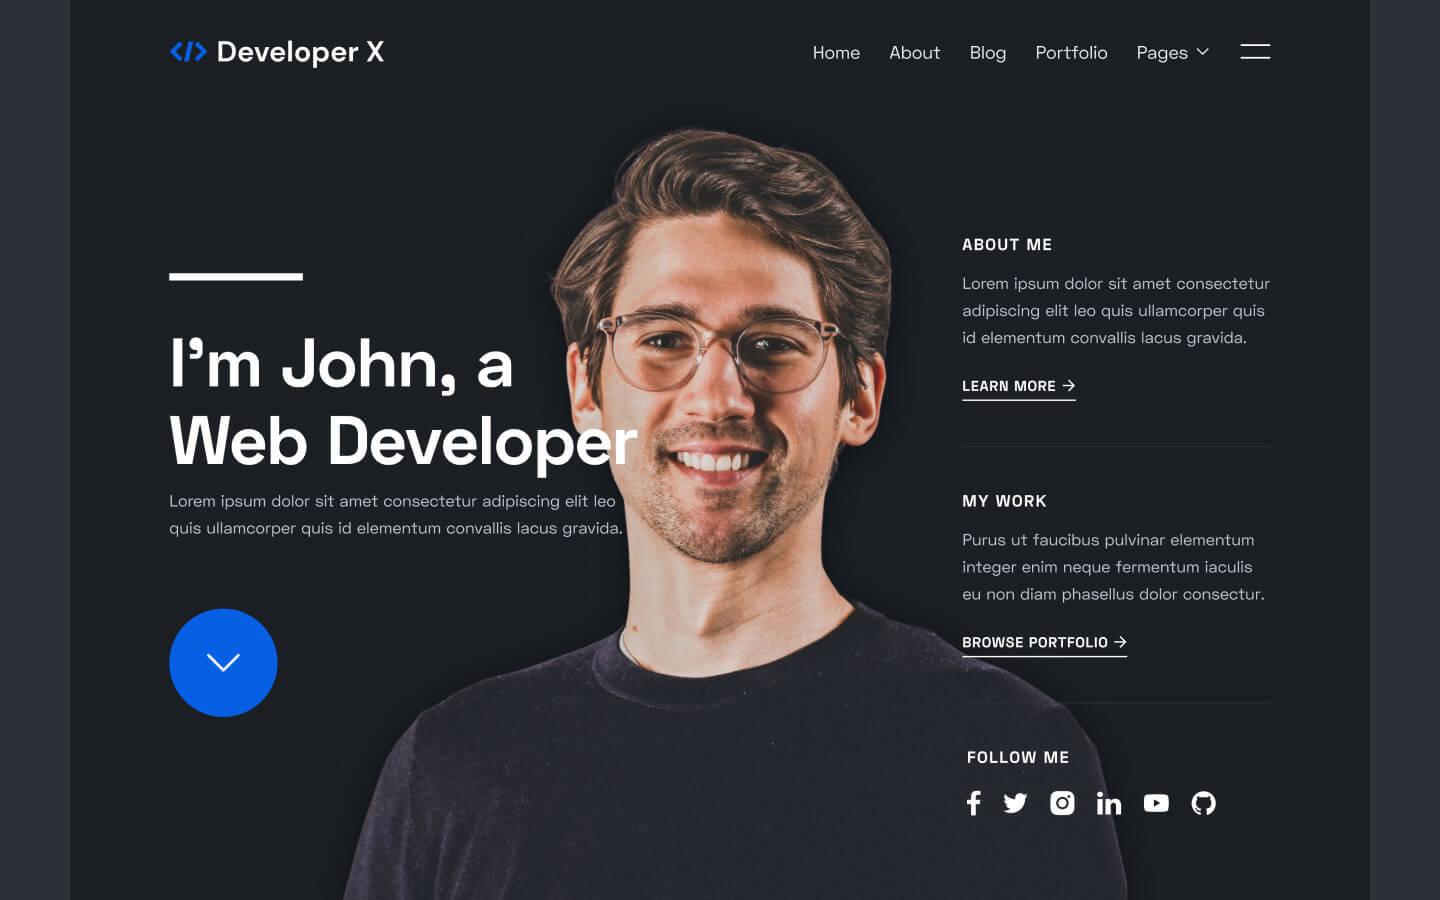 </> Developer X
Home About Blog Portfolio Pages
I’m John, a
Web Developer
Lorem ipsum dolor sit amet consectetur adipiscing elit leo
quis ullamcorper quis id elementum convallis lacus gravida.
ABOUT ME
Lorem ipsum dolor sit amet consectetur
adipiscing elit leo quis ullamcorper quis
id elementum convallis lacus gravida.
LEARN MORE →
MY WORK
Purus ut faucibus pulvinar elementum
integer enim neque fermentum iaculis
eu non diam phasellus dolor consectur.
BROWSE PORTFOLIO →
FOLLOW ME